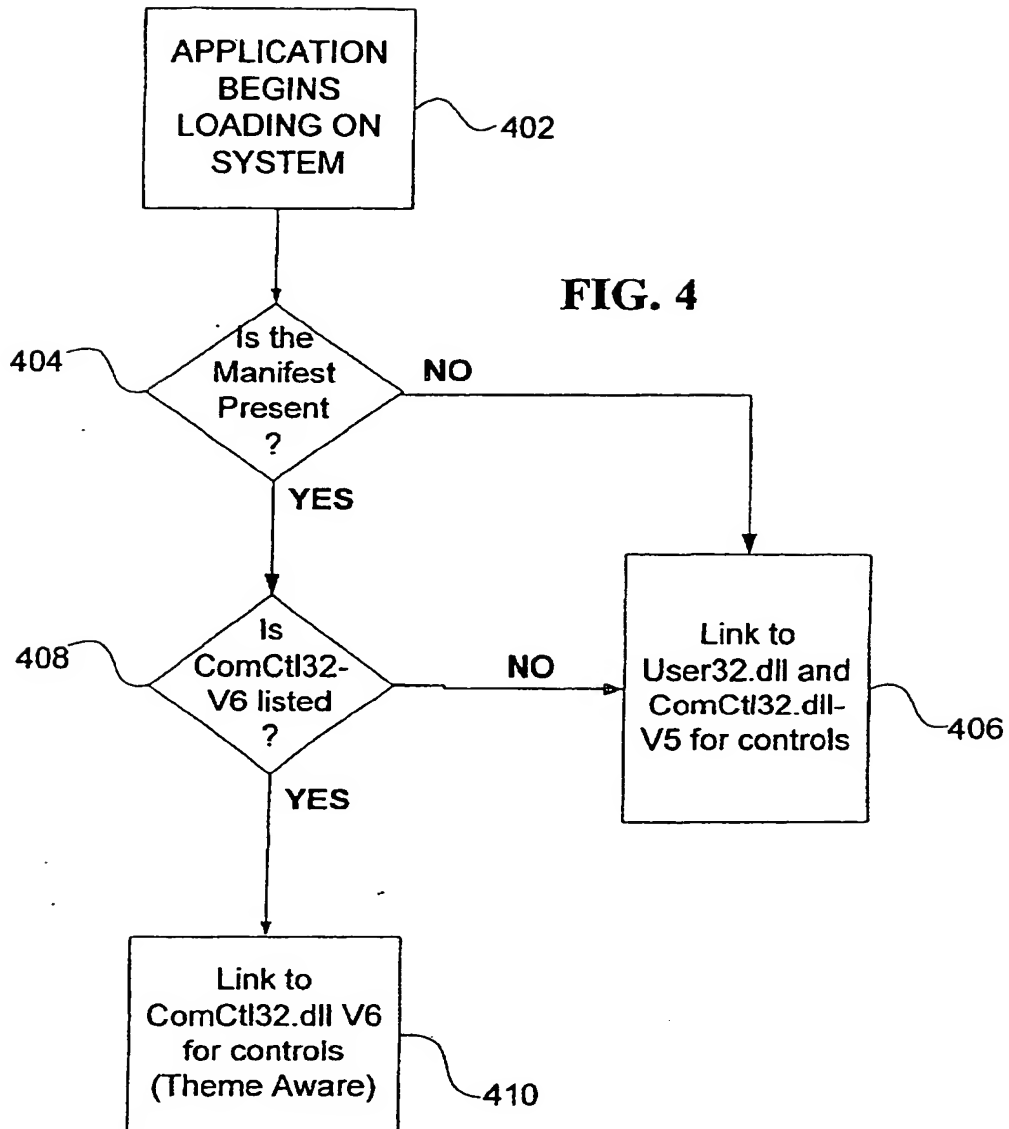 APPLICATION
BEGINS
LOADING ON
SYSTEM
402
FIG. 4
Is the
Manifest
Present
?
404
NO
YES
Is
ComCtl32-
V6 listed
?
408
NO
YES
Link to
User32.dll and
ComCtl32.dll-
V5 for controls
406
Link to
ComCtl32.dll V6
for controls
(Theme Aware)
410